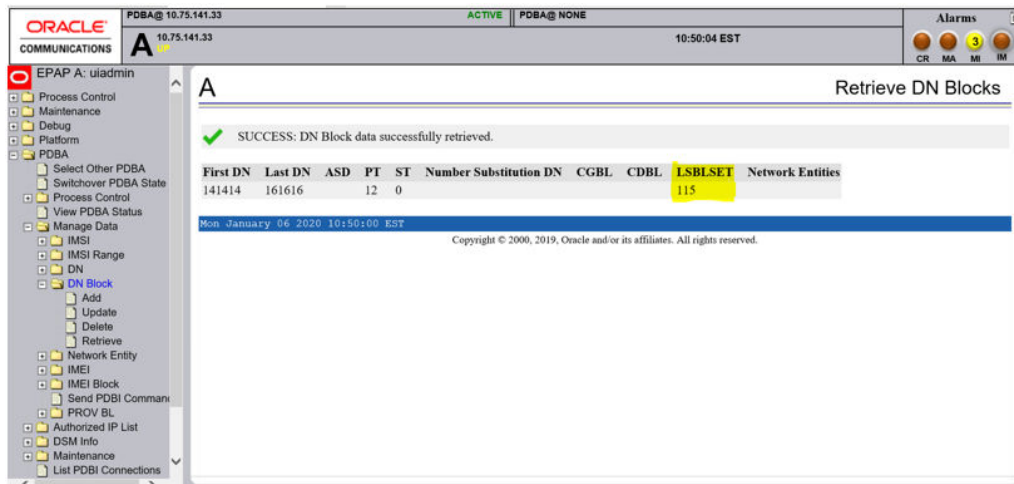 ORACLE
COMMUNICATIONS
PDBA@ 10.75.141.33
ACTIVE
PDBA@ NONE
A
10.75.141.33
UP
10:50:04 EST
Alarms
3
CR MA MI IM
EPAP A: uiadmin
Process Control
Maintenance
Debug
Platform
PDBA
Select Other PDBA
Switchover PDBA State
Process Control
View PDBA Status
Manage Data
IMSI
IMSI Range
DN
DN Block
Add
Update
Delete
Retrieve
Network Entity
IMEI
IMEI Block
Send PDBI Comman
PROV BL
Authorized IP List
DSM Info
Maintenance
List PDBI Connections
A
Retrieve DN Blocks
SUCCESS: DN Block data successfully retrieved.
First DN Last DN ASD PT ST Number Substitution DN CGBL CDBL LSBLSET Network Entities
141414 161616 12 0 115
Mon January 06 2020 10:50:00 EST
Copyright © 2000, 2019, Oracle and/or its affiliates. All rights reserved.